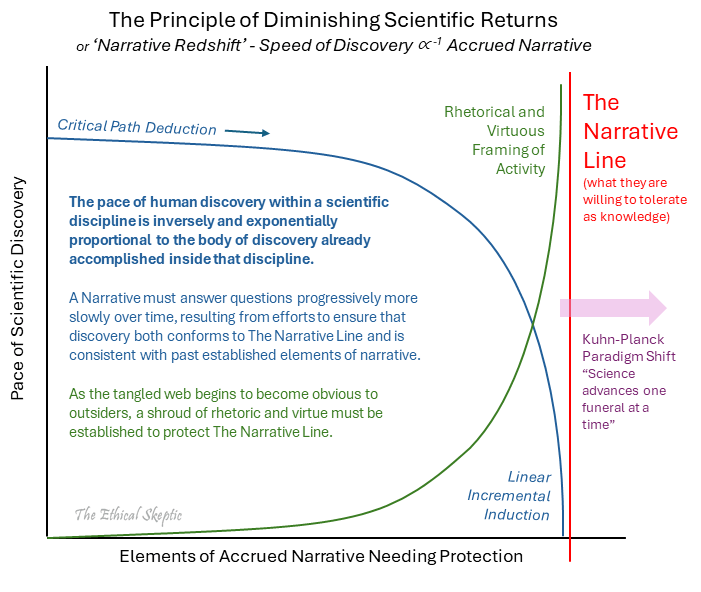 The Principle of Diminishing Scientific Returns
or 'Narrative Redshift' - Speed of Discovery ∝⁻¹ Accrued Narrative
Critical Path Deduction
Rhetorical and
Virtuous
Framing of
Activity
The
Narrative
Line
(what they are
willing to tolerate
as knowledge)
Pace of Scientific Discovery
The pace of human discovery within a scientific
discipline is inversely and exponentially
proportional to the body of discovery already
accomplished inside that discipline.
A Narrative must answer questions progressively more
slowly over time, resulting from efforts to ensure that
discovery both conforms to The Narrative Line and is
consistent with past established elements of narrative.
As the tangled web begins to become obvious to
outsiders, a shroud of rhetoric and virtue must be
established to protect The Narrative Line.
Kuhn-Planck
Paradigm Shift
“Science
advances one
funeral at a
time”
Linear
Incremental
Induction
The Ethical Skeptic
Elements of Accrued Narrative Needing Protection